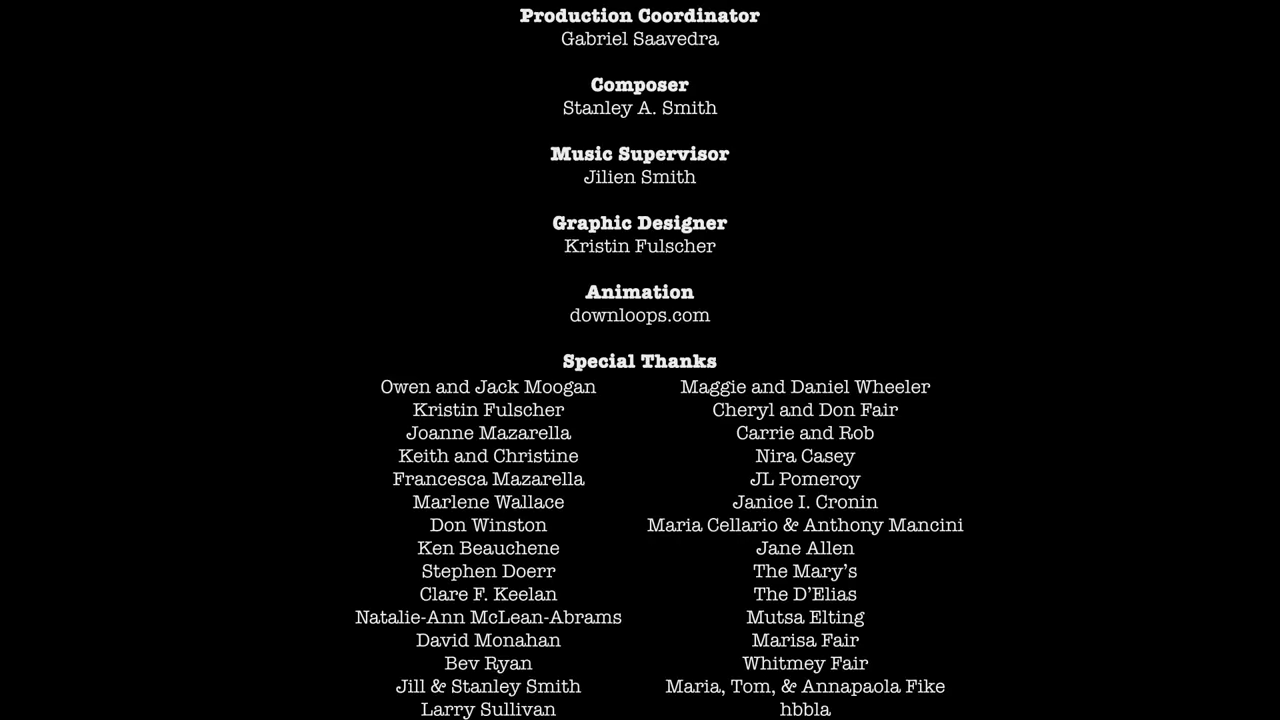 Production Coordinator
Gabriel Saavedra
Composer
Stanley A. Smith
Music Supervisor
Jilien Smith
Graphic Designer
Kristin Fulscher
Animation
downloops.com
Special Thanks
Owen and Jack Moogan
Kristin Fulscher
Joanne Mazarella
Keith and Christine
Francesca Mazarella
Marlene Wallace
Don Winston
Ken Beauchene
Stephen Doerr
Clare F. Keelan
Natalie-Ann McLean-Abrams
David Monahan
Bev Ryan
Jill & Stanley Smith
Larry Sullivan
Maggie and Daniel Wheeler
Cheryl and Don Fair
Carrie and Rob
Nira Casey
JL Pomeroy
Janice I. Cronin
Maria Cellario & Anthony Mancini
Jane Allen
The Mary's
The D'Elias
Mutsa Elting
Marisa Fair
Whitmey Fair
Maria, Tom, & Annapaola Fike
hbbla